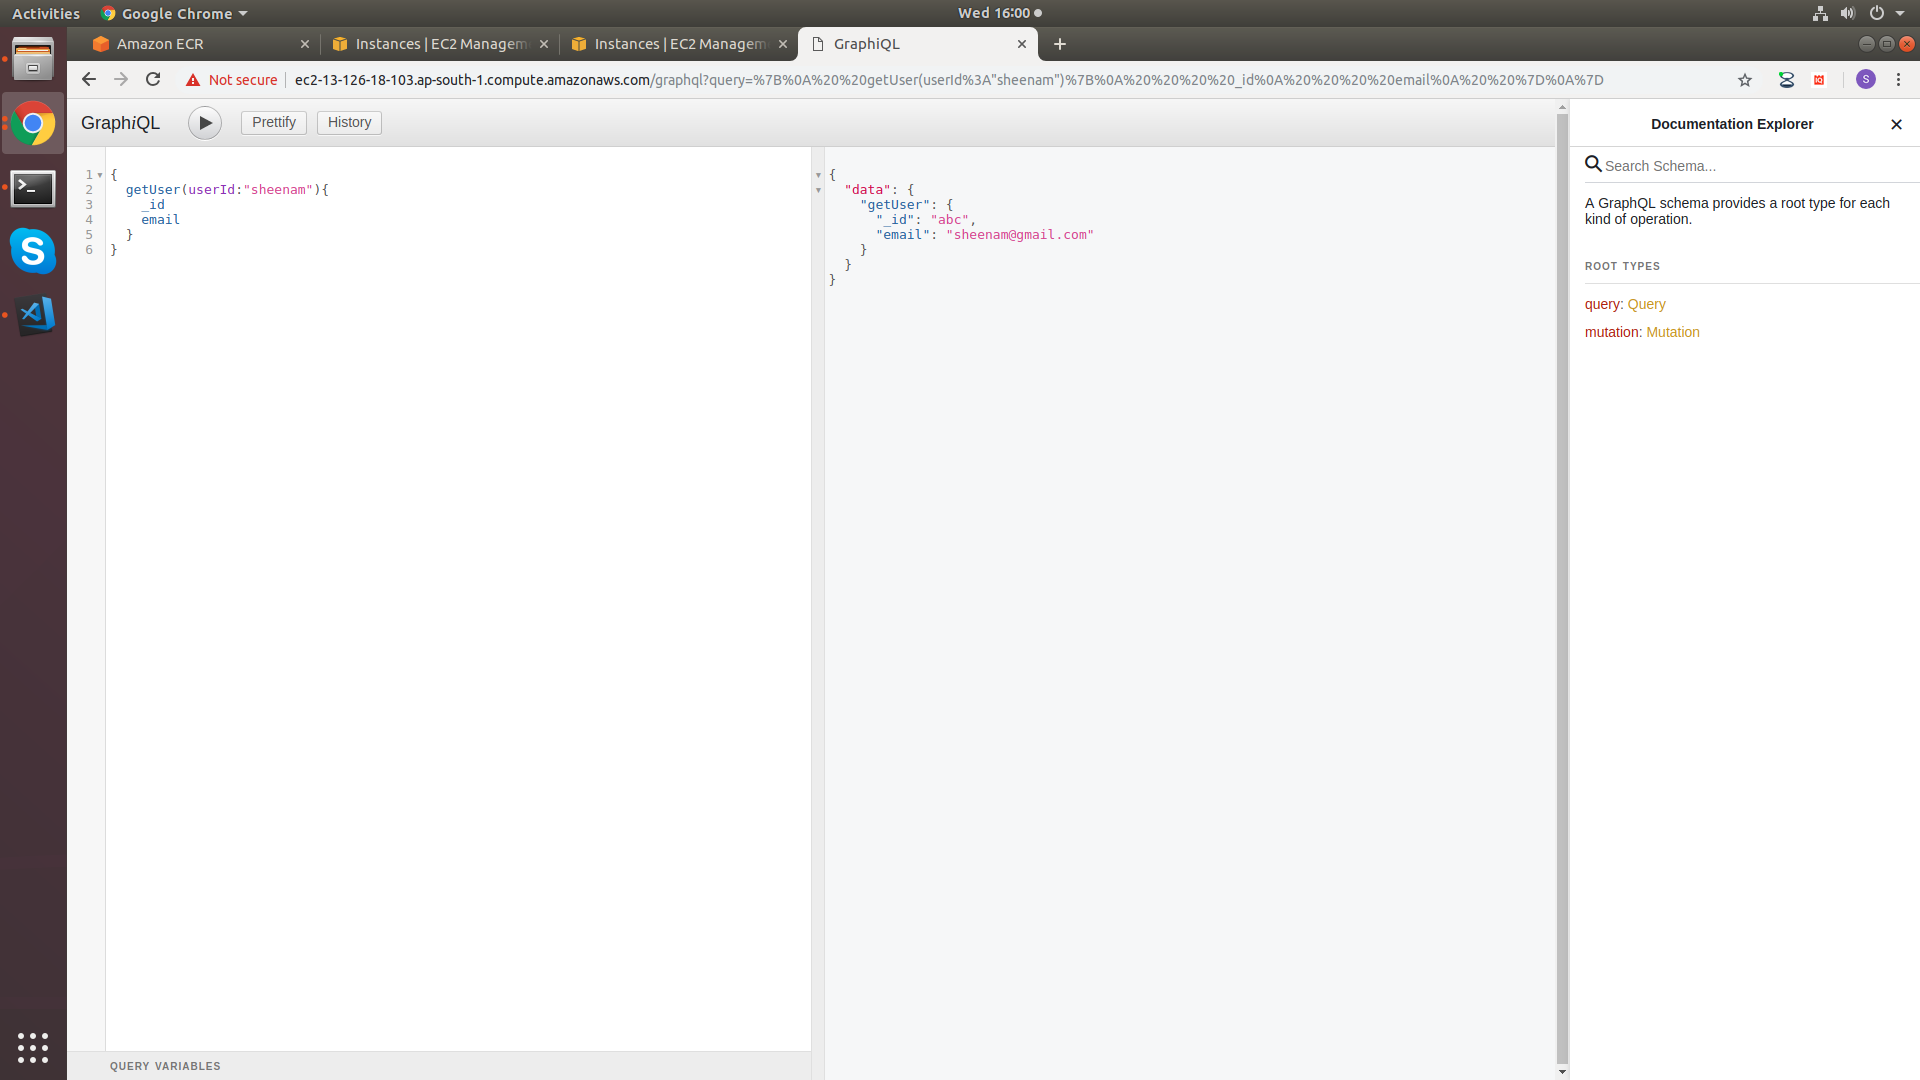 Activities Google Chrome Wed 16:00
Amazon ECR Instances | EC2 Managem Instances | EC2 Managem GraphiQL
Not secure ec2-13-126-18-103.ap-south-1.compute.amazonaws.com/graphql?query=%7B%0A%20%20getUser(userId%3A"sheenam")%7B%0A%20%20%20%20_id%0A%20%20%20%20email%0A%20%20%7D%0A%7D S
GraphiQL Prettify History
1 {
2 getUser(userId:"sheenam"){
3 _id
4 email
5 }
6 }
QUERY VARIABLES
{
"data": {
"getUser": {
"_id": "abc",
"email": "sheenam@gmail.com"
}
}
}
Documentation Explorer
Search Schema...
A GraphQL schema provides a root type for each
kind of operation.
ROOT TYPES
query: Query
mutation: Mutation